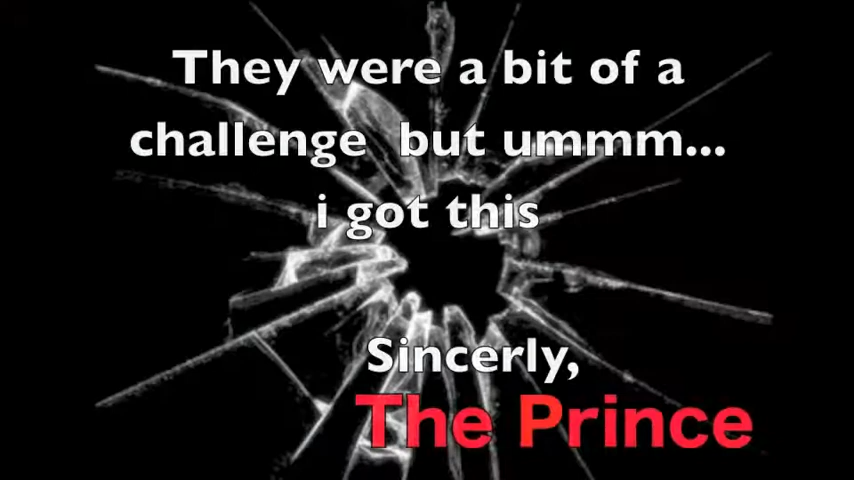 They were a bit of a
challenge  but ummm...
i got this
Sincerly,
The Prince